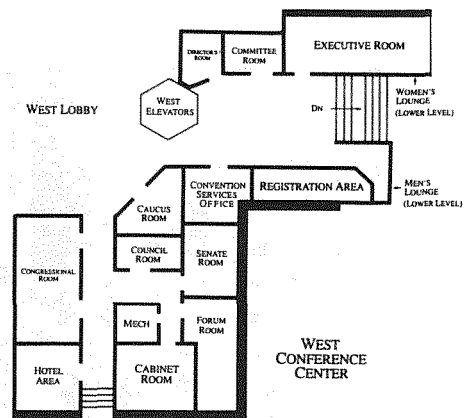 DIRECTOR'S
ROOM
COMMITTEE
ROOM
EXECUTIVE ROOM
WEST LOBBY
WEST
ELEVATORS
DN
WOMEN'S
LOUNGE
(LOWER LEVEL)
CONVENTION
SERVICES
OFFICE
REGISTRATION AREA
MEN'S
LOUNGE
(LOWER LEVEL)
CAUCUS
ROOM
COUNCIL
ROOM
SENATE
ROOM
CONGRESSIONAL
ROOM
MECH
FORUM
ROOM
HOTEL
AREA
CABINET
ROOM
WEST
CONFERENCE
CENTER